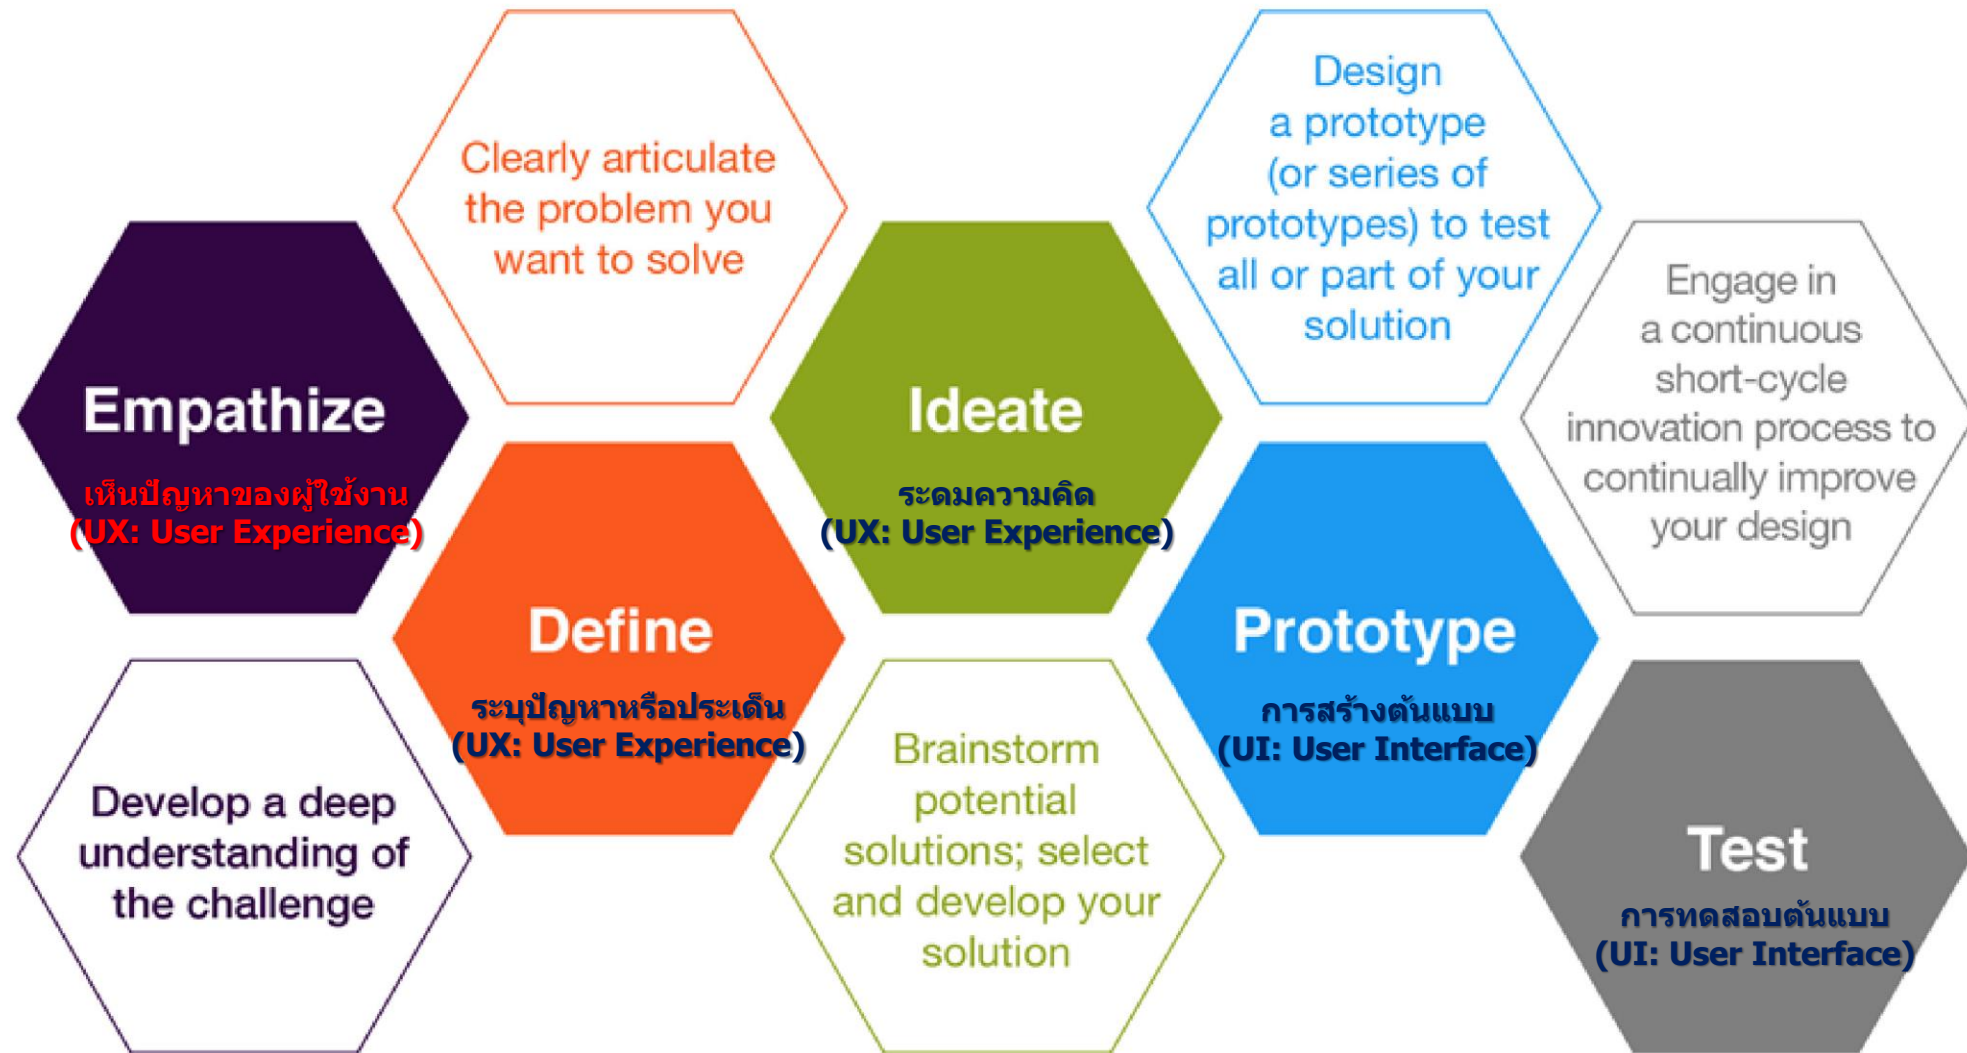 Empathize
เห็นปัญหาของผู้ใช้งาน
(UX: User Experience)
Develop a deep
understanding of
the challenge
Clearly articulate
the problem you
want to solve
Define
ระบุปัญหาหรือประเด็น
(UX: User Experience)
Ideate
ระดมความคิด
(UX: User Experience)
Brainstorm
potential
solutions; select
and develop your
solution
Design
a prototype
(or series of
prototypes) to test
all or part of your
solution
Prototype
การสร้างต้นแบบ
(UI: User Interface)
Engage in
a continuous
short-cycle
innovation process to
continually improve
your design
Test
การทดสอบต้นแบบ
(UI: User Interface)